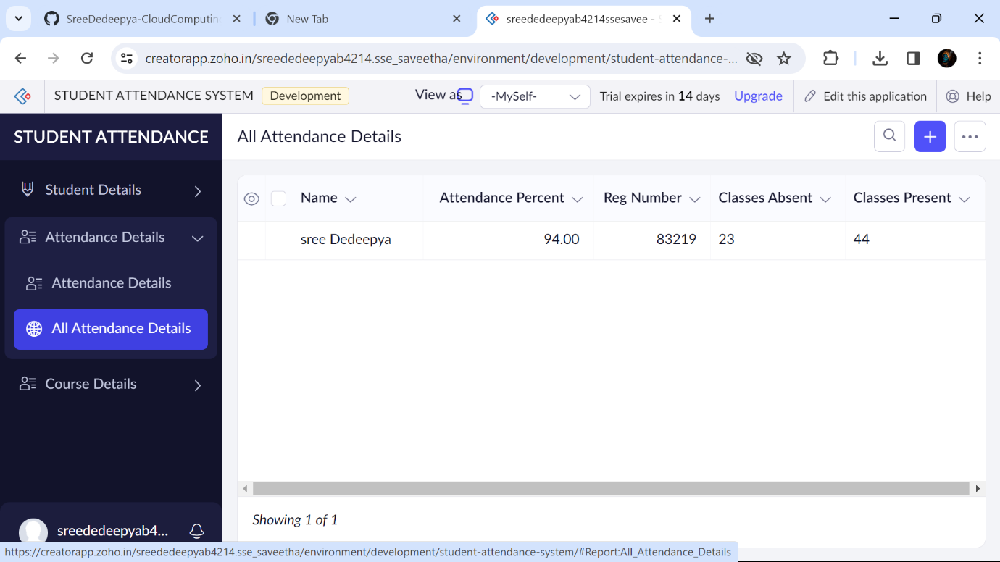 SreeDedeepya-CloudComputin
New Tab
sreededeepyab4214ssesavee - S
creatorapp.zoho.in/sreededeepyab4214.sse_saveetha/environment/development/student-attendance-...
STUDENT ATTENDANCE SYSTEM
Development
View as
-MySelf-
Trial expires in 14 days
Upgrade
Edit this application
Help
STUDENT ATTENDANCE
All Attendance Details
Student Details
Attendance Details
Attendance Details
All Attendance Details
Course Details
Name Attendance Percent Reg Number Classes Absent Classes Present
sree Dedeepya 94.00 83219 23 44
Showing 1 of 1
sreededeepyab4...
https://creatorapp.zoho.in/sreededeepyab4214.sse_saveetha/environment/development/student-attendance-system/#Report:All_Attendance_Details